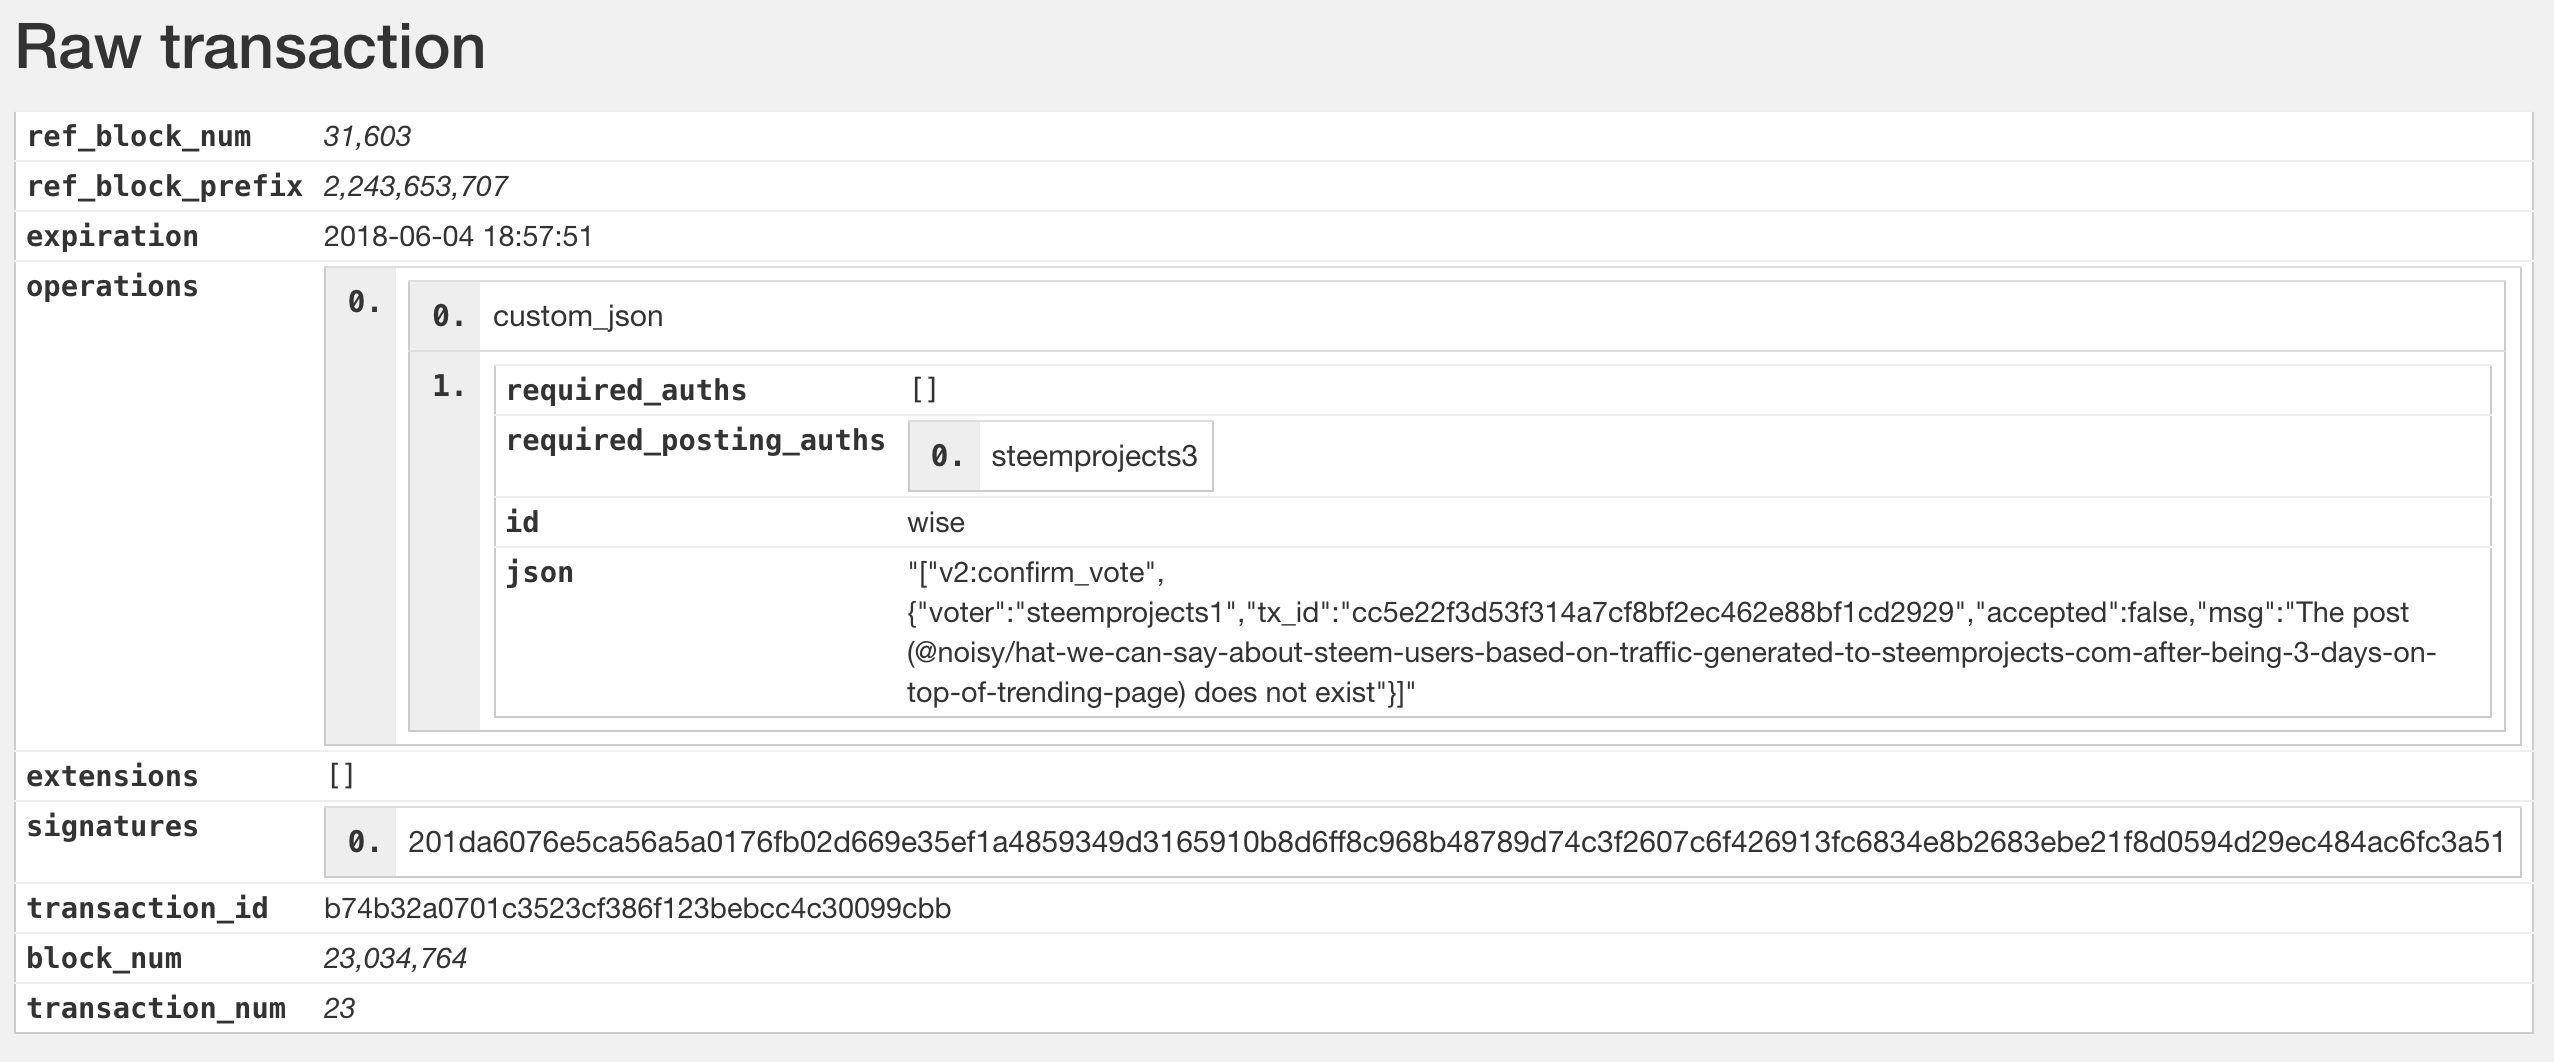 Raw transaction
ref_block_num 31,603
ref_block_prefix 2,243,653,707
expiration 2018-06-04 18:57:51
operations
0.
0. custom_json
1.
required_auths []
required_posting_auths 0. steemprojects3
id wise
json "["v2:confirm_vote",
{"voter":"steemprojects1","tx_id":"cc5e22f3d53f314a7cf8bf2ec462e88bf1cd2929","accepted":false,"msg":"The post
(@noisy/hat-we-can-say-about-steem-users-based-on-traffic-generated-to-steemprojects-com-after-being-3-days-on-
top-of-trending-page) does not exist"}]"
extensions []
signatures 0. 201da6076e5ca56a5a0176fb02d669e35ef1a4859349d3165910b8d6ff8c968b48789d74c3f2607c6f426913fc6834e8b2683ebe21f8d0594d29ec484ac6fc3a51
transaction_id b74b32a0701c3523cf386f123bebcc4c30099cbb
block_num 23,034,764
transaction_num 23